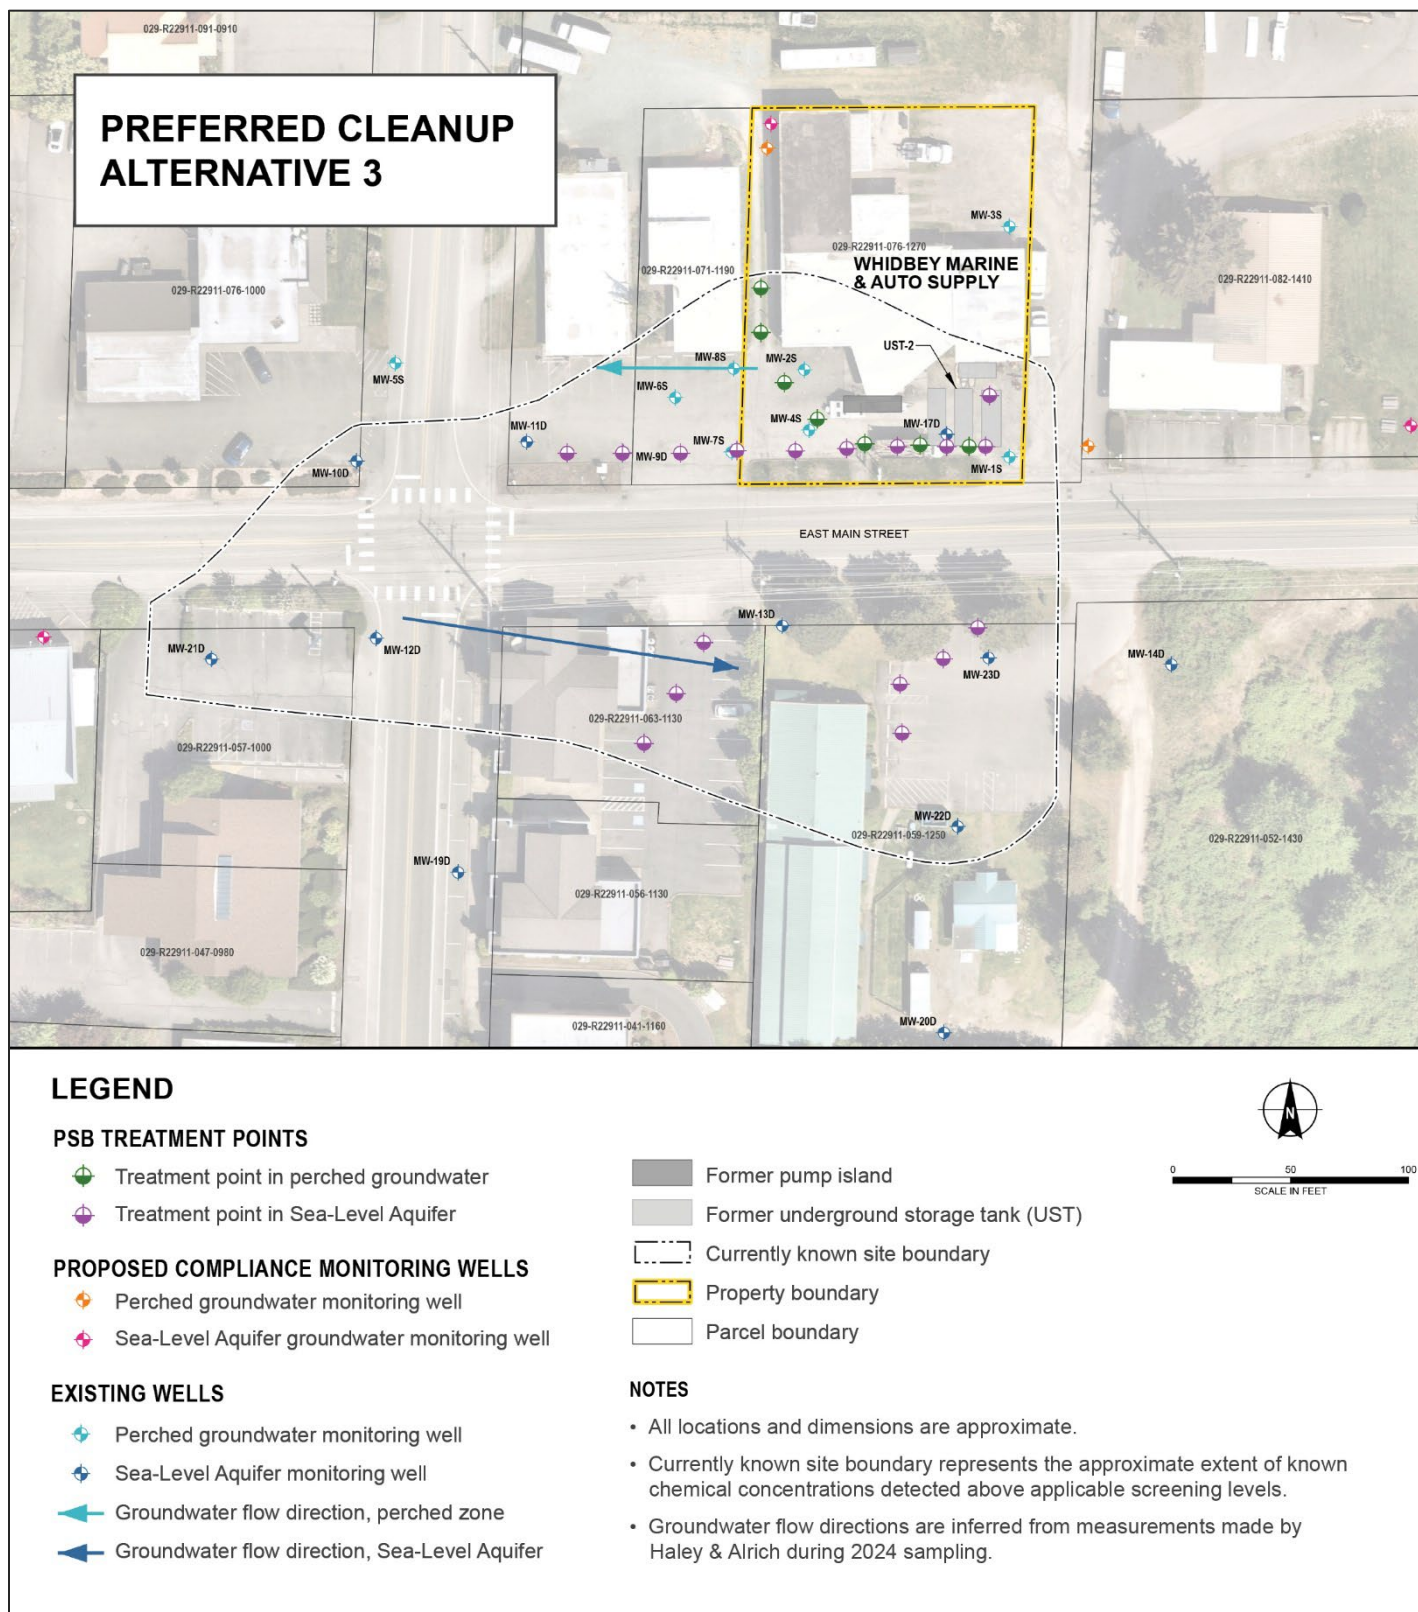 029-R22911-091-0910
PREFERRED CLEANUP
ALTERNATIVE 3
MW-3S
029-R22911-076-1270
WHIDBEY MARINE
& AUTO SUPPLY
029-R22911-071-1190
029-R22911-082-1410
029-R22911-076-1000
UST-2
MW-8S
MW-2S
MW-5S
MW-6S
MW-4S
MW-17D
MW-11D
MW-7S
MW-9D
MW-1S
MW-10D
EAST MAIN STREET
MW-13D
MW-12D
MW-21D
MW-23D
MW-14D
029-R22911-063-1130
029-R22911-057-1000
MW-22D
029-R22911-059-1250
029-R22911-052-1430
MW-19D
029-R22911-056-1130
029-R22911-047-0980
MW-20D
029-R22911-041-1160
LEGEND
PSB TREATMENT POINTS
Treatment point in perched groundwater
Treatment point in Sea-Level Aquifer
PROPOSED COMPLIANCE MONITORING WELLS
Perched groundwater monitoring well
Sea-Level Aquifer groundwater monitoring well
EXISTING WELLS
Perched groundwater monitoring well
Sea-Level Aquifer monitoring well
Groundwater flow direction, perched zone
Groundwater flow direction, Sea-Level Aquifer
Former pump island
Former underground storage tank (UST)
Currently known site boundary
Property boundary
Parcel boundary
N
0 50 100
SCALE IN FEET
NOTES
• All locations and dimensions are approximate.
• Currently known site boundary represents the approximate extent of known
chemical concentrations detected above applicable screening levels.
• Groundwater flow directions are inferred from measurements made by
Haley & Alrich during 2024 sampling.